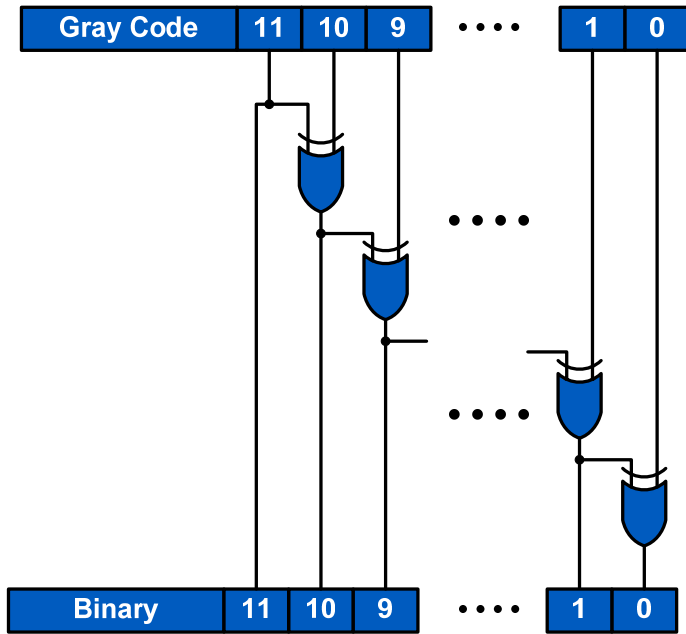 Gray Code 11 10 9 •••• 1 0
Binary 11 10 9 •••• 1 0